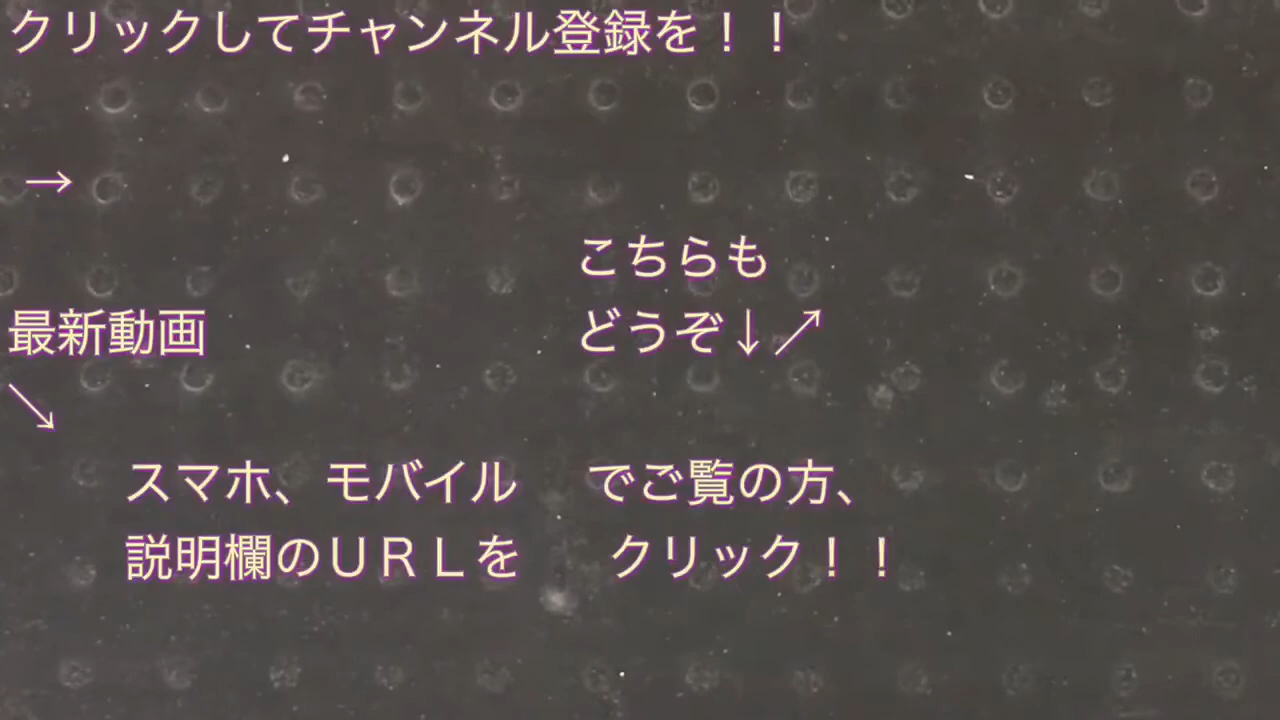 クリックしてチャンネル登録を！！
→
こちらも
どうぞ↓↗
最新動画
↘
スマホ、モバイル　でご覧の方、
説明欄のＵＲＬを　クリック！！